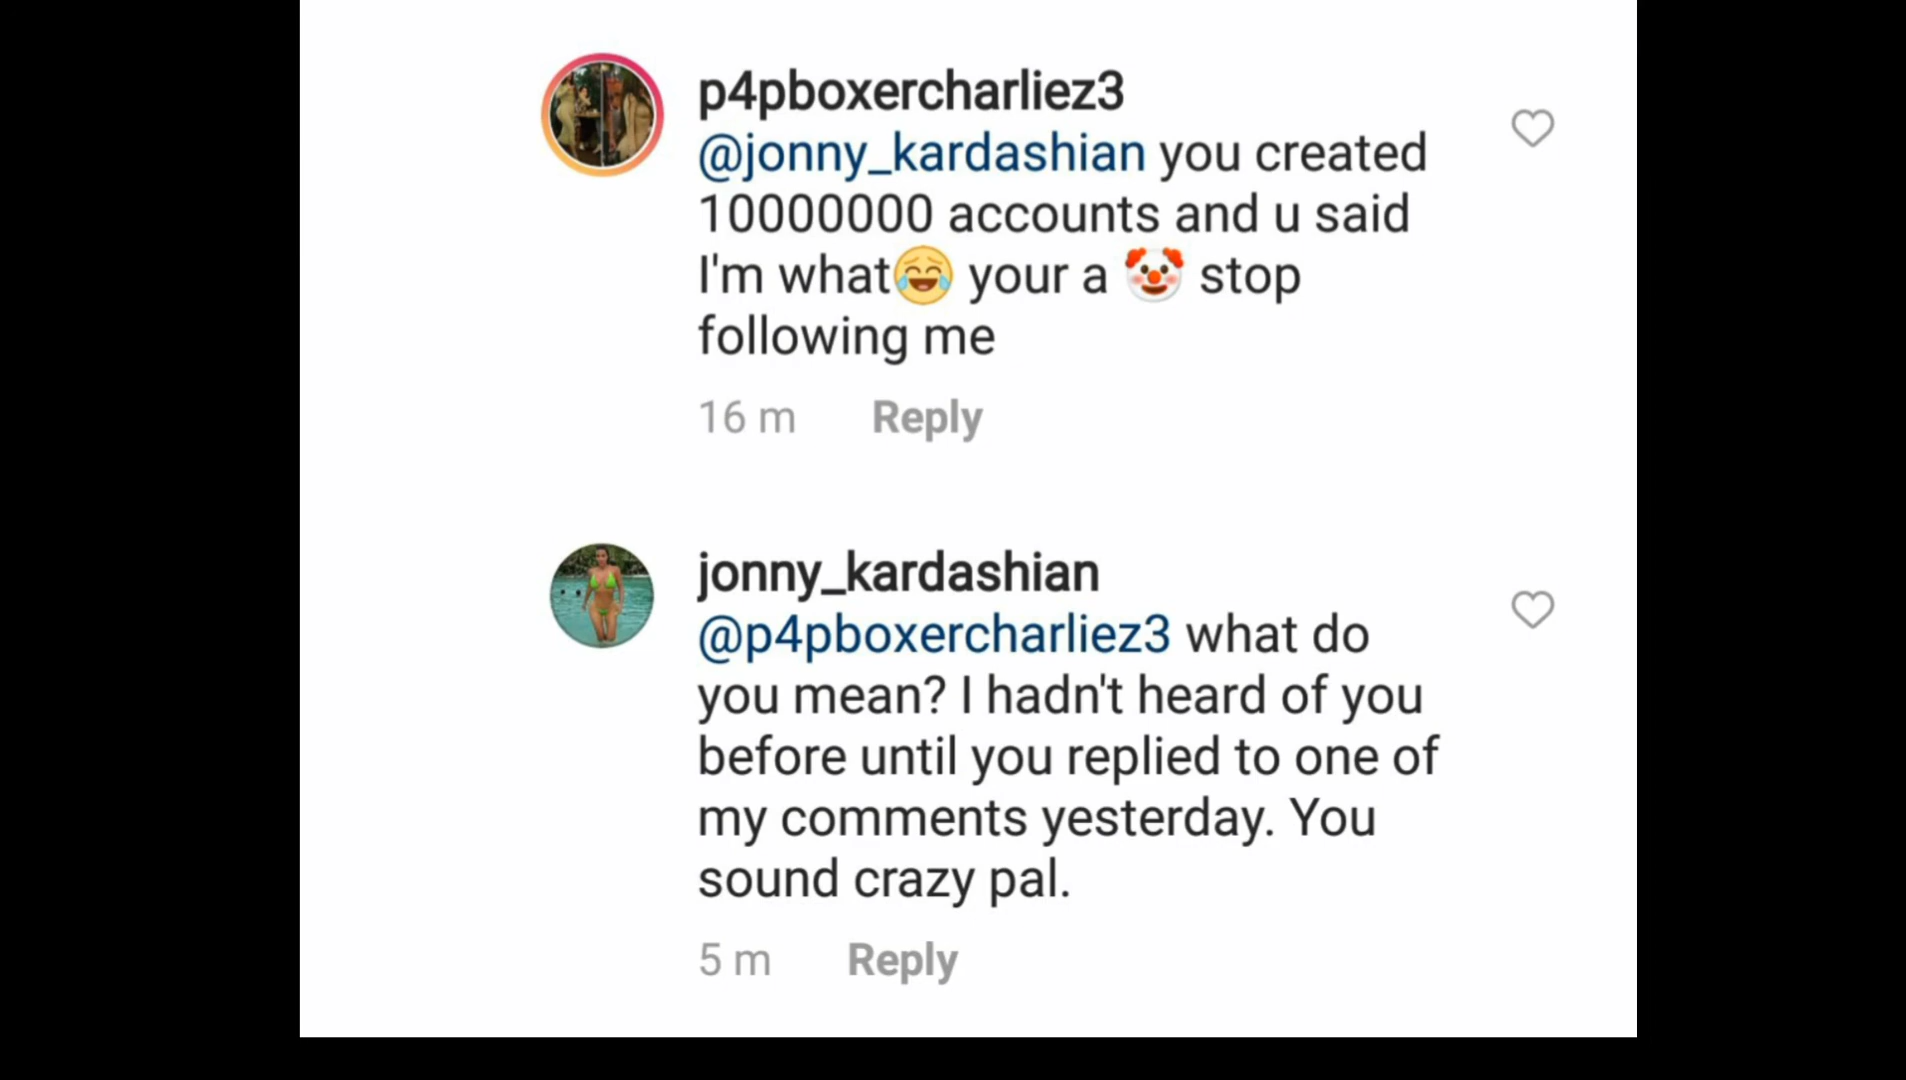 p4pboxercharliez3
@jonny_kardashian you created
10000000 accounts and u said
I'm what😂 your a 🤡 stop
following me
16 m Reply
jonny_kardashian
@p4pboxercharliez3 what do
you mean? I hadn't heard of you
before until you replied to one of
my comments yesterday. You
sound crazy pal.
5 m Reply